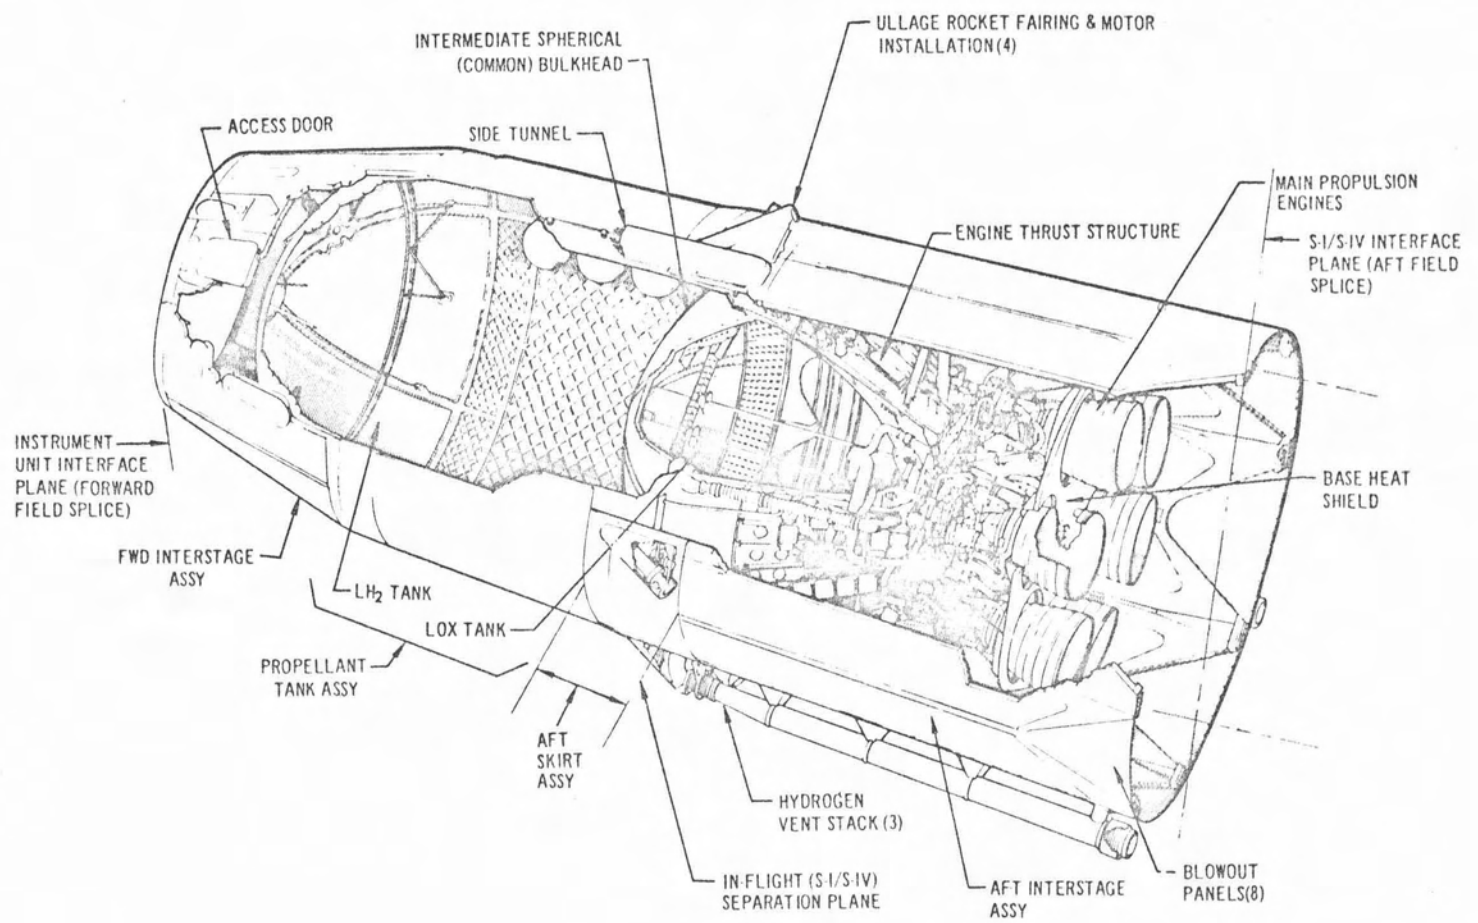 ULLAGE ROCKET FAIRING & MOTOR
INSTALLATION (4)
INTERMEDIATE SPHERICAL
(COMMON) BULKHEAD
ACCESS DOOR
SIDE TUNNEL
MAIN PROPULSION
ENGINES
ENGINE THRUST STRUCTURE
S-I/S-IV INTERFACE
PLANE (AFT FIELD
SPLICE)
INSTRUMENT
UNIT INTERFACE
PLANE (FORWARD
FIELD SPLICE)
BASE HEAT
SHIELD
FWD INTERSTAGE
ASSY
LH₂ TANK
LOX TANK
PROPELLANT
TANK ASSY
AFT
SKIRT
ASSY
HYDROGEN
VENT STACK (3)
IN-FLIGHT (S-I/S-IV)
SEPARATION PLANE
AFT INTERSTAGE
ASSY
BLOWOUT
PANELS(8)